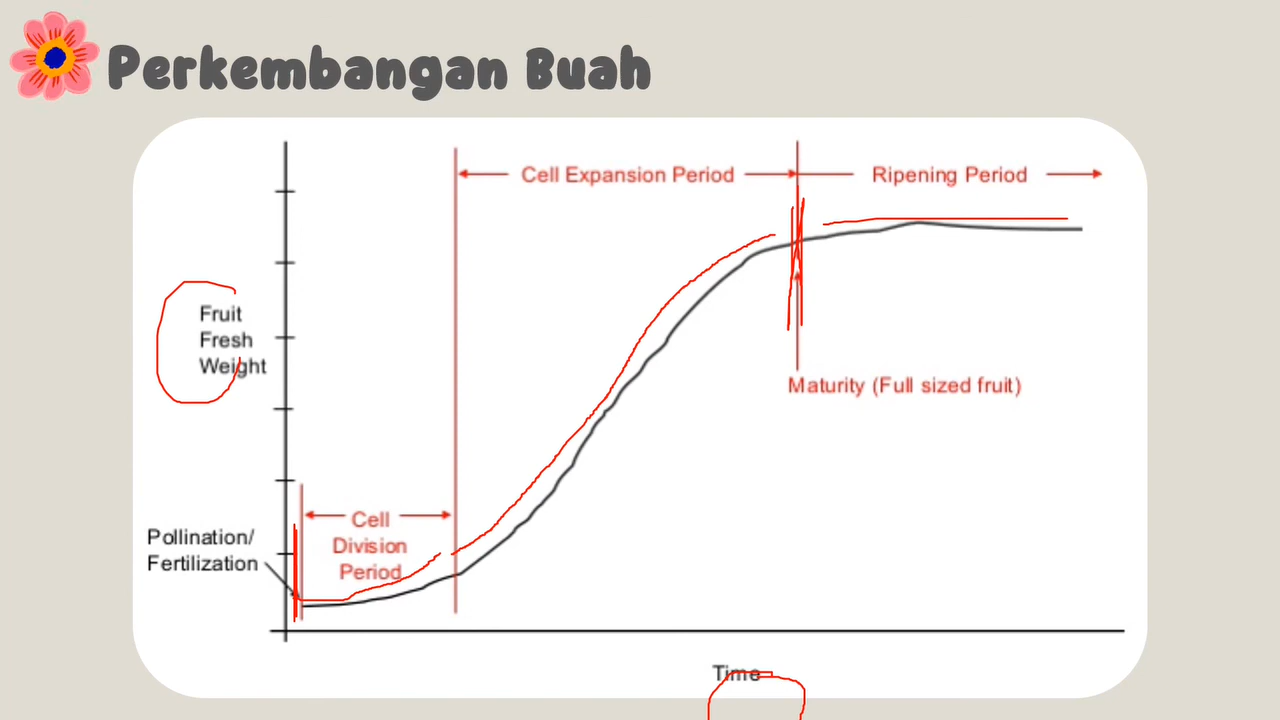 Perkembangan Buah
Cell Expansion Period
Ripening Period
Fruit
Fresh
Weight
Maturity (Full sized fruit)
Cell
Division
Period
Pollination/
Fertilization
Time